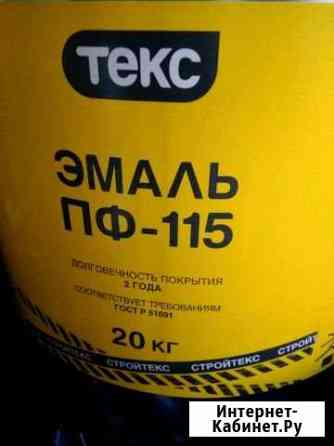 ТЕКС
ЭМАЛЬ
ПФ-115
ДОЛГОВЕЧНОСТЬ ПОКРЫТИЯ
2 ГОДА
СООТВЕТСТВУЕТ ТРЕБОВАНИЯМ
ГОСТ Р 51691
20 КГ
СТРОЙТЕКС СТРОЙТЕКС СТРОЙТЕКС СТРОЙТ
Интернет-
Кабинет.Ру